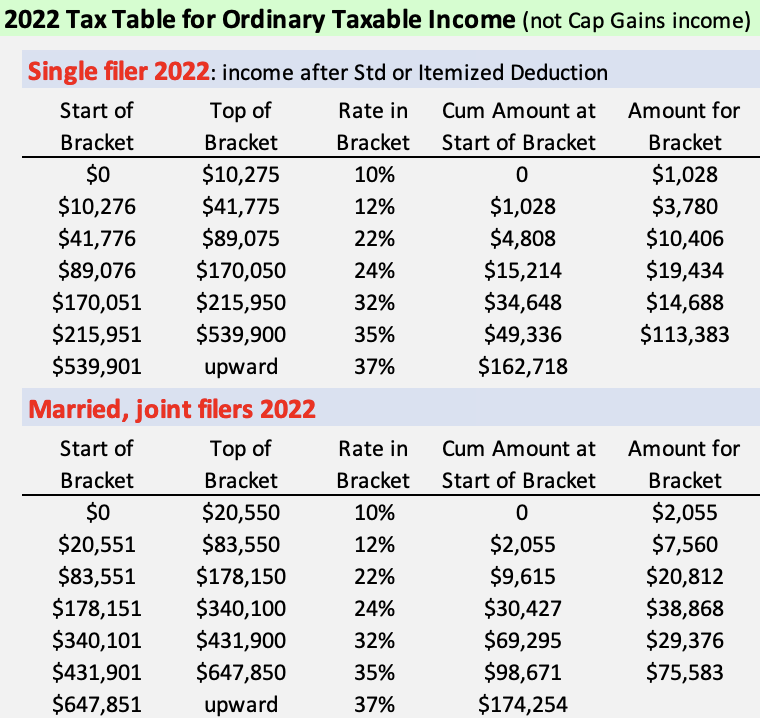 2022 Tax Table for Ordinary Taxable Income (not Cap Gains income)
Single filer 2022: income after Std or Itemized Deduction
Start of Top of Rate in Cum Amount at Amount for
Bracket Bracket Bracket Start of Bracket Bracket
$0 $10,275 10% 0 $1,028
$10,276 $41,775 12% $1,028 $3,780
$41,776 $89,075 22% $4,808 $10,406
$89,076 $170,050 24% $15,214 $19,434
$170,051 $215,950 32% $34,648 $14,688
$215,951 $539,900 35% $49,336 $113,383
$539,901 upward 37% $162,718
Married, joint filers 2022
Start of Top of Rate in Cum Amount at Amount for
Bracket Bracket Bracket Start of Bracket Bracket
$0 $20,550 10% 0 $2,055
$20,551 $83,550 12% $2,055 $7,560
$83,551 $178,150 22% $9,615 $20,812
$178,151 $340,100 24% $30,427 $38,868
$340,101 $431,900 32% $69,295 $29,376
$431,901 $647,850 35% $98,671 $75,583
$647,851 upward 37% $174,254